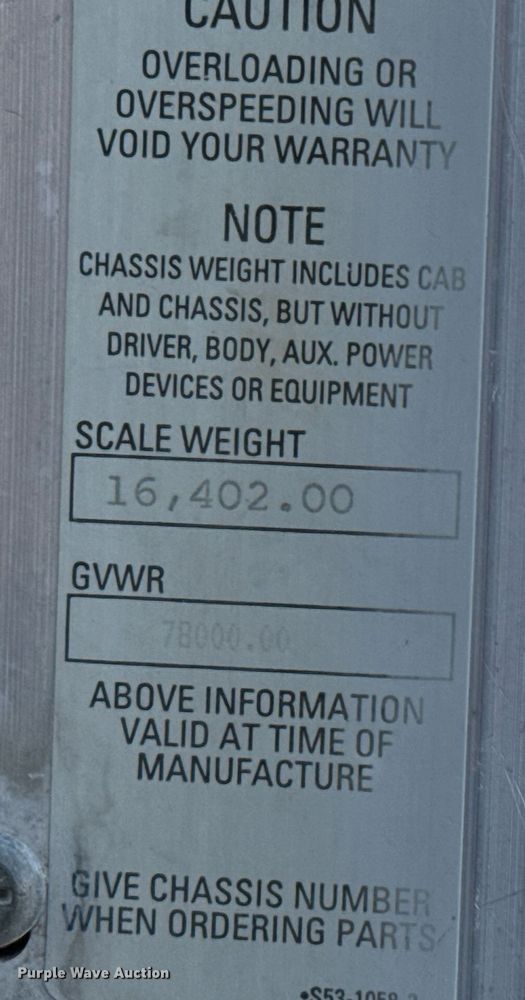 CAUTION
OVERLOADING OR
OVERSPEEDING WILL
VOID YOUR WARRANTY
NOTE
CHASSIS WEIGHT INCLUDES CAB
AND CHASSIS, BUT WITHOUT
DRIVER, BODY, AUX. POWER
DEVICES OR EQUIPMENT
SCALE WEIGHT
16,402.00
GVWR
78000.00
ABOVE INFORMATION
VALID AT TIME OF
MANUFACTURE
GIVE CHASSIS NUMBER
WHEN ORDERING PARTS
Purple Wave Auction